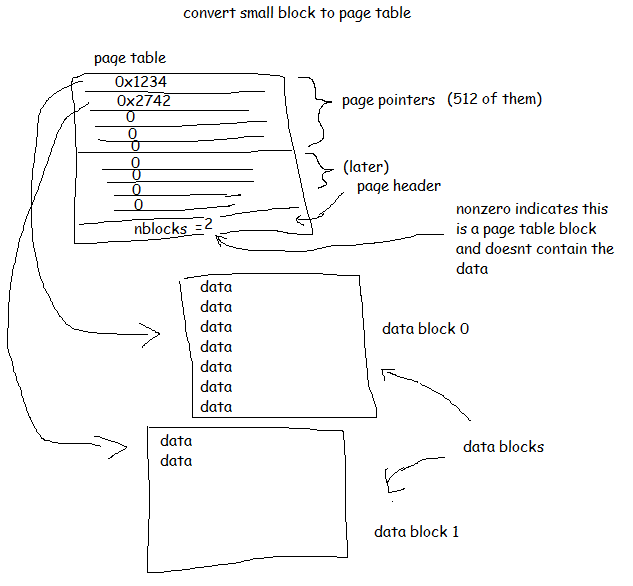 convert small block to page table
page table
0x1234
0x2742
0
0
0
0
0
0
0
nblocks = 2
page pointers (512 of them)
(later)
page header
nonzero indicates this
is a page table block
and doesnt contain the
data
data
data
data
data
data
data
data
data block 0
data blocks
data
data
data block 1